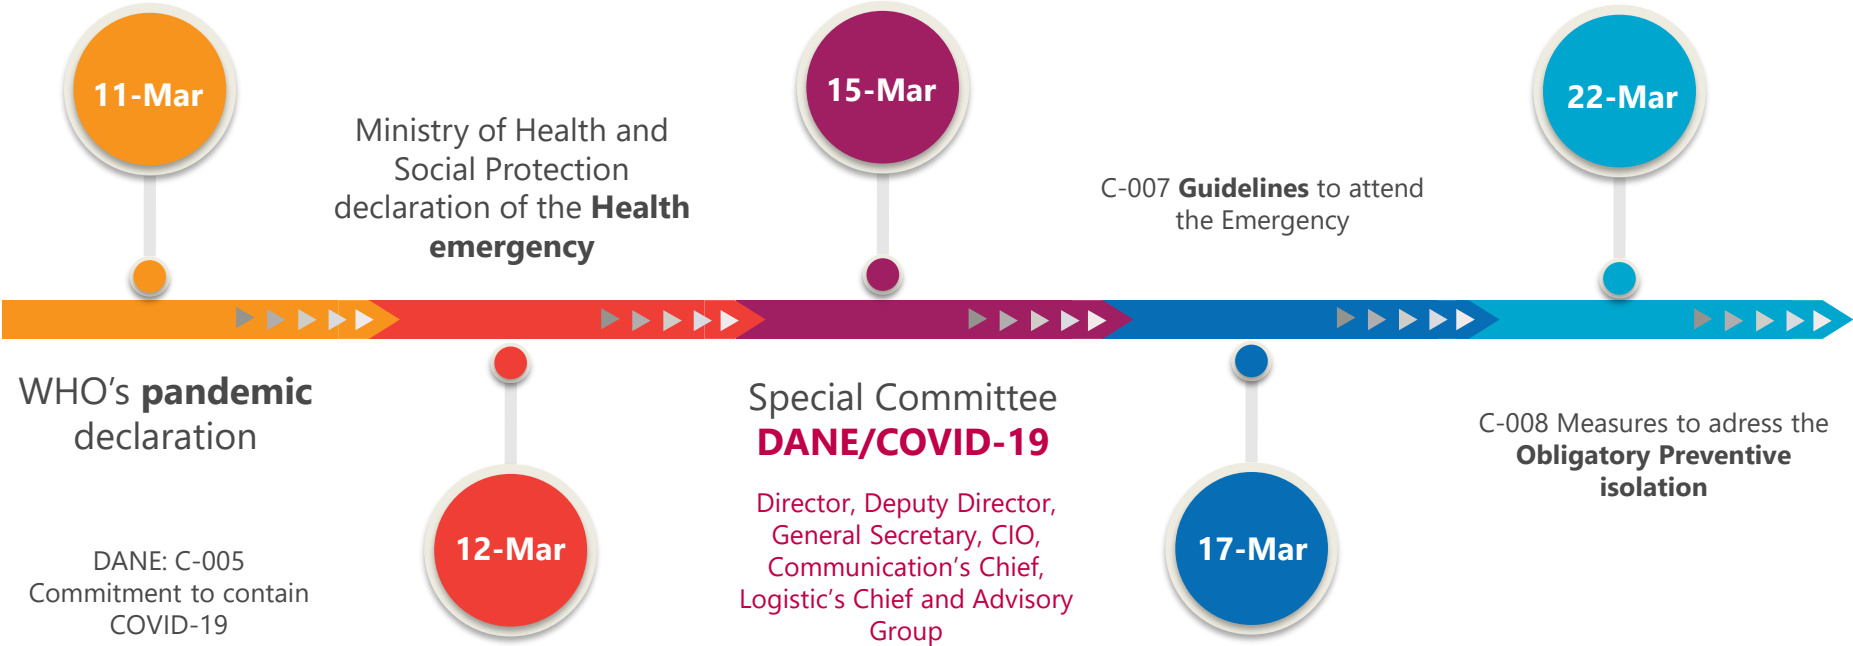 11-Mar
WHO's pandemic
declaration
DANE: C-005
Commitment to contain
COVID-19
Ministry of Health and
Social Protection
declaration of the Health
emergency
12-Mar
15-Mar
Special Committee
DANE/COVID-19
Director, Deputy Director,
General Secretary, CIO,
Communication's Chief,
Logistic's Chief and Advisory
Group
C-007 Guidelines to attend
the Emergency
17-Mar
22-Mar
C-008 Measures to adress the
Obligatory Preventive
isolation